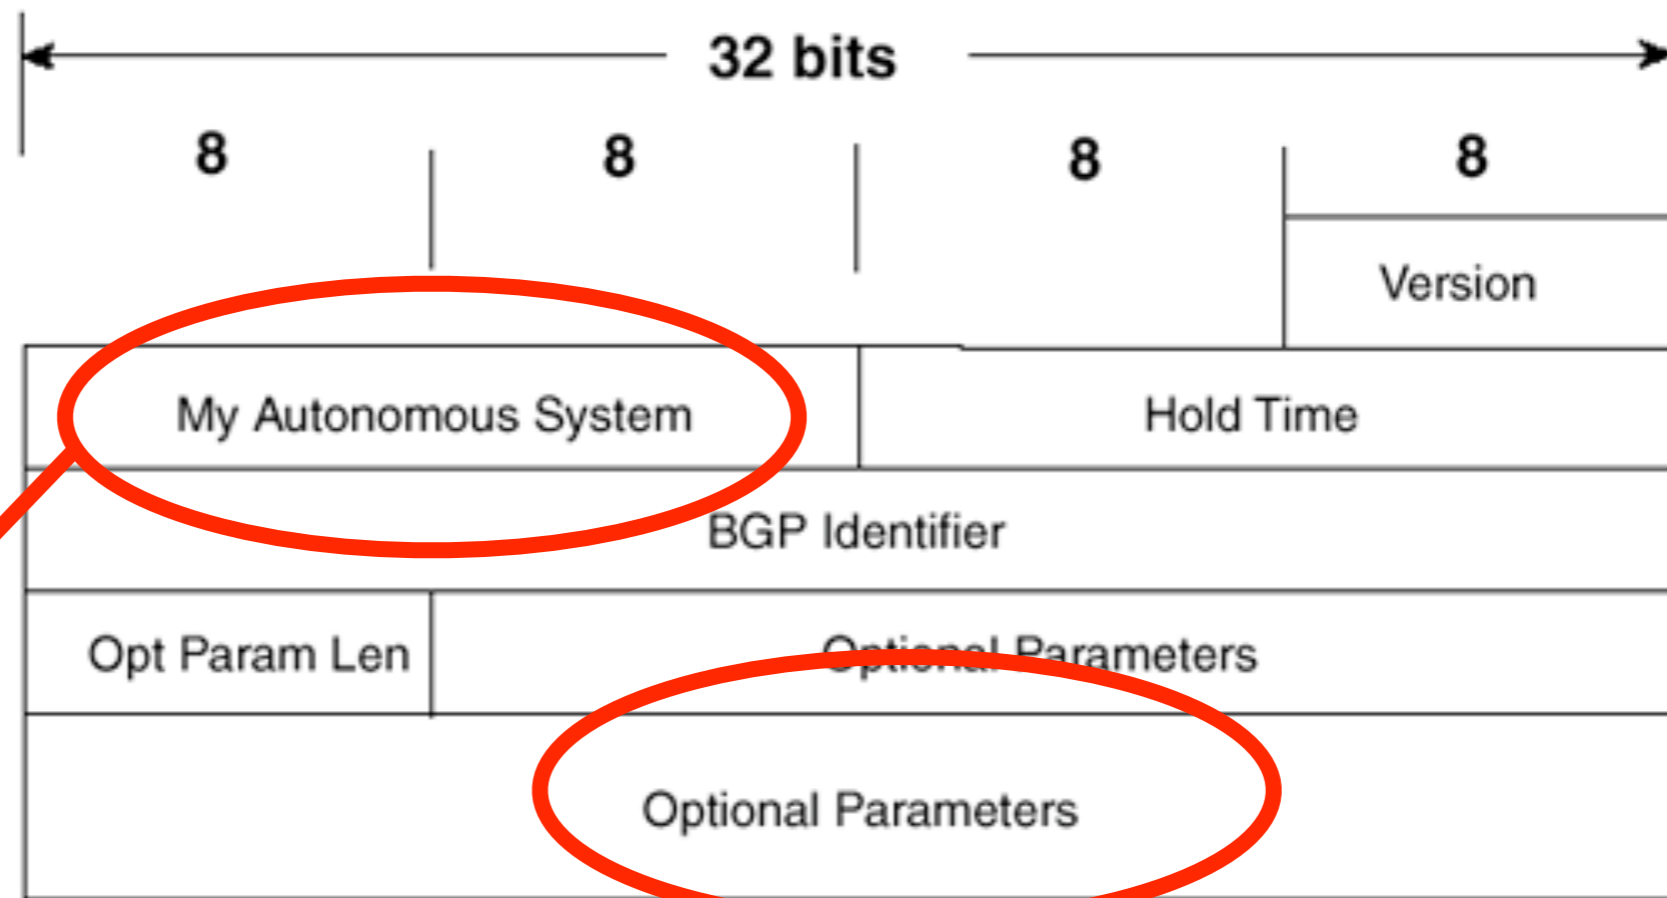 32 bits
8 8 8 8
Version
My Autonomous System Hold Time
BGP Identifier
Opt Param Len Optional Parameters
Optional Parameters